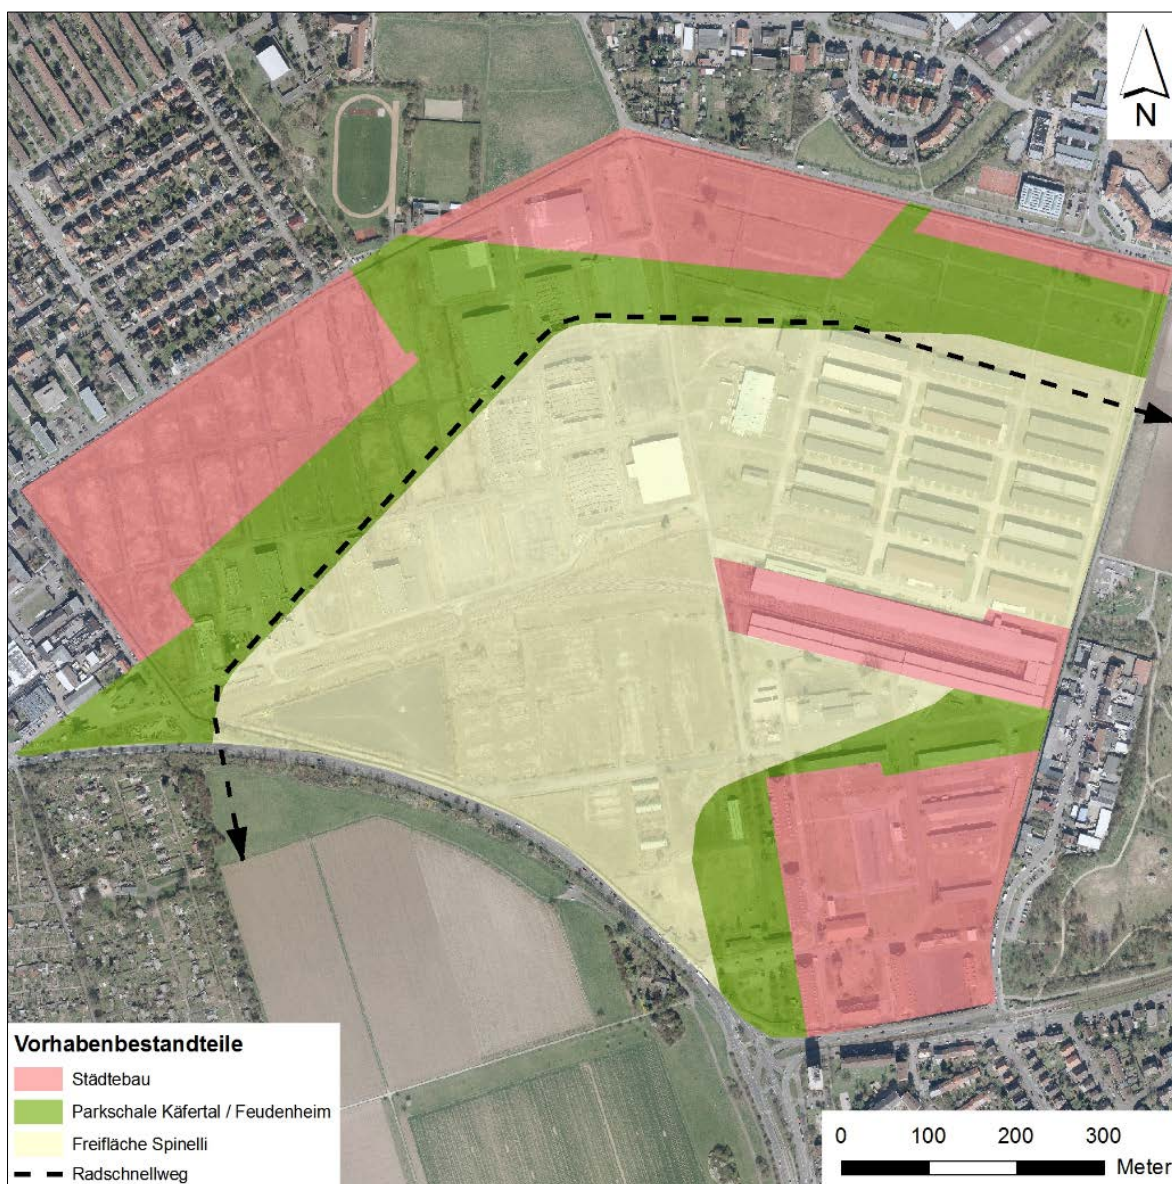 N
Vorhabenbestandteile
Städtebau
Parkschale Käfertal / Feudenheim
Freifläche Spinelli
Radschnellweg
0 100 200 300
Meter